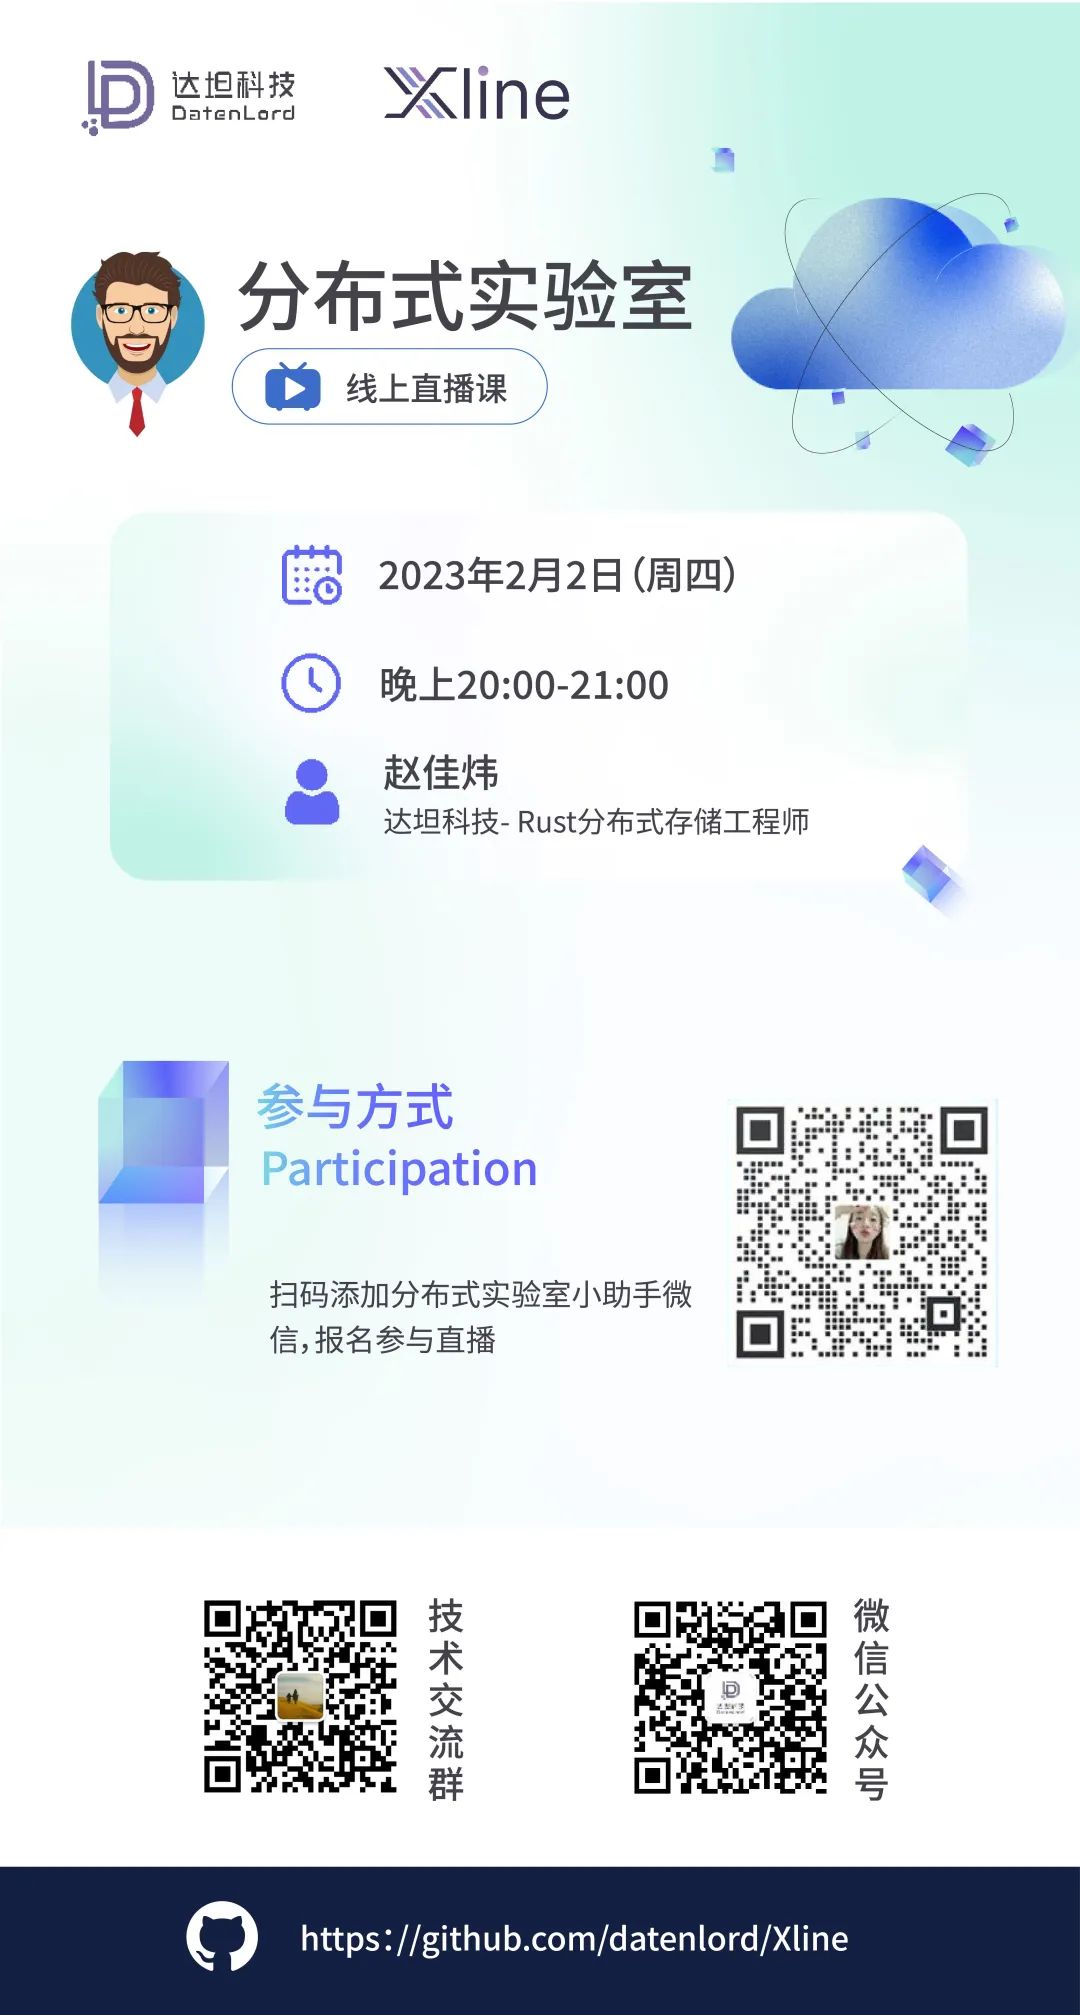 达坦科技
DatenLord
Xline
分布式实验室
线上直播课
2023年2月2日（周四）
晚上20:00-21:00
赵佳炜
达坦科技- Rust分布式存储工程师
参与方式
Participation
扫码添加分布式实验室小助手微
信，报名参与直播
技术交流群
达坦科技
DatenLord
微信公众号
https://github.com/datenlord/Xline